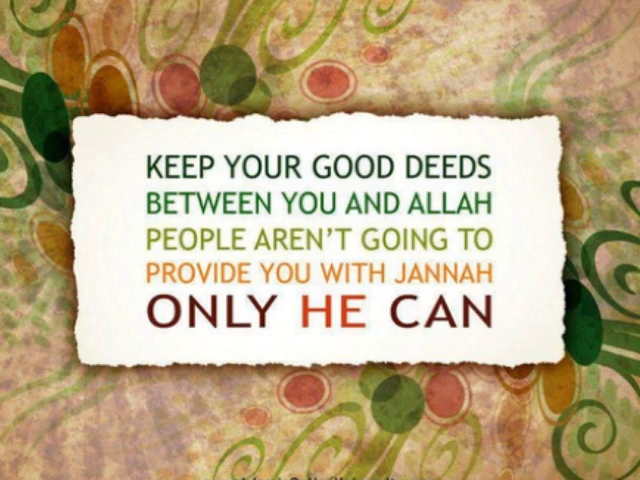 KEEP YOUR GOOD DEEDS
BETWEEN YOU AND ALLAH
PEOPLE AREN'T GOING TO
PROVIDE YOU WITH JANNAH
ONLY HE CAN